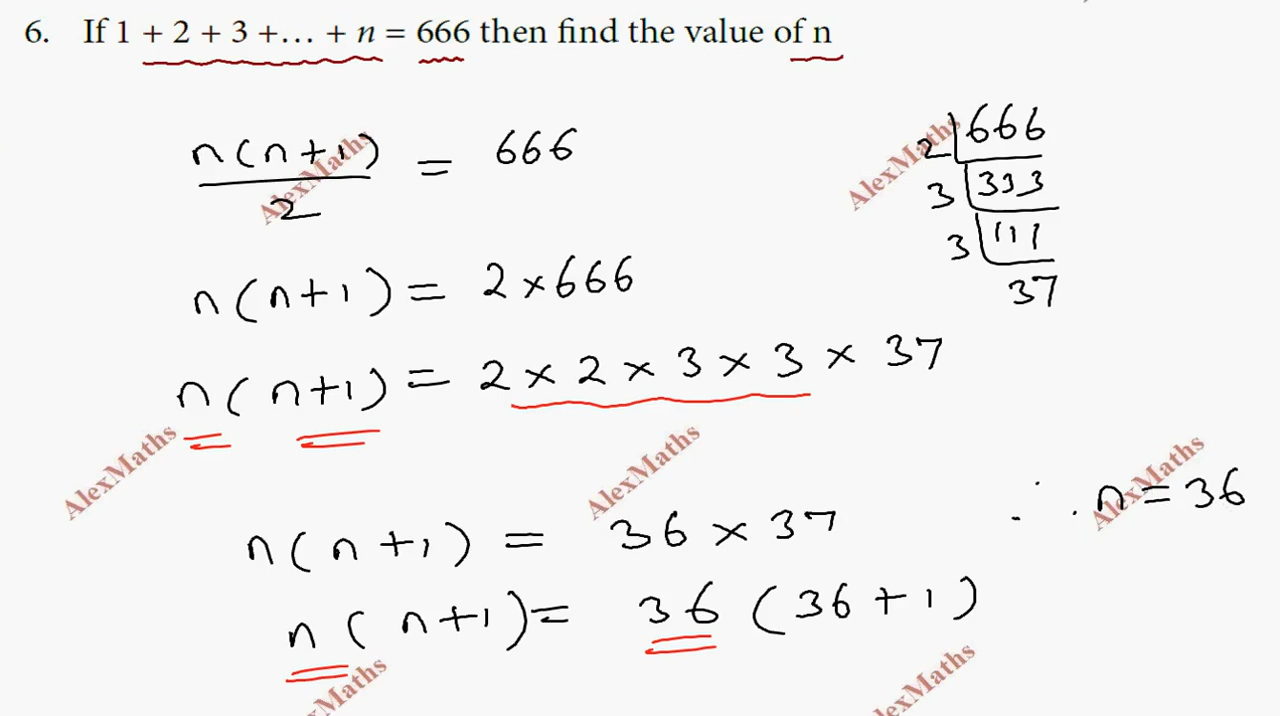 6. If 1 + 2 + 3 +... + n = 666 then find the value of n
n(n+1)/2 = 666
2 | 666
3 | 333
3 | 111
37
n(n+1) = 2×666
n(n+1) = 2 × 2 × 3 × 3 × 37
n(n+1) = 36 × 37
∴ n = 36
n(n+1) = 36 (36+1)
AlexMaths
AlexMaths
AlexMaths
AlexMaths
AlexMaths
AlexMaths
AlexMaths